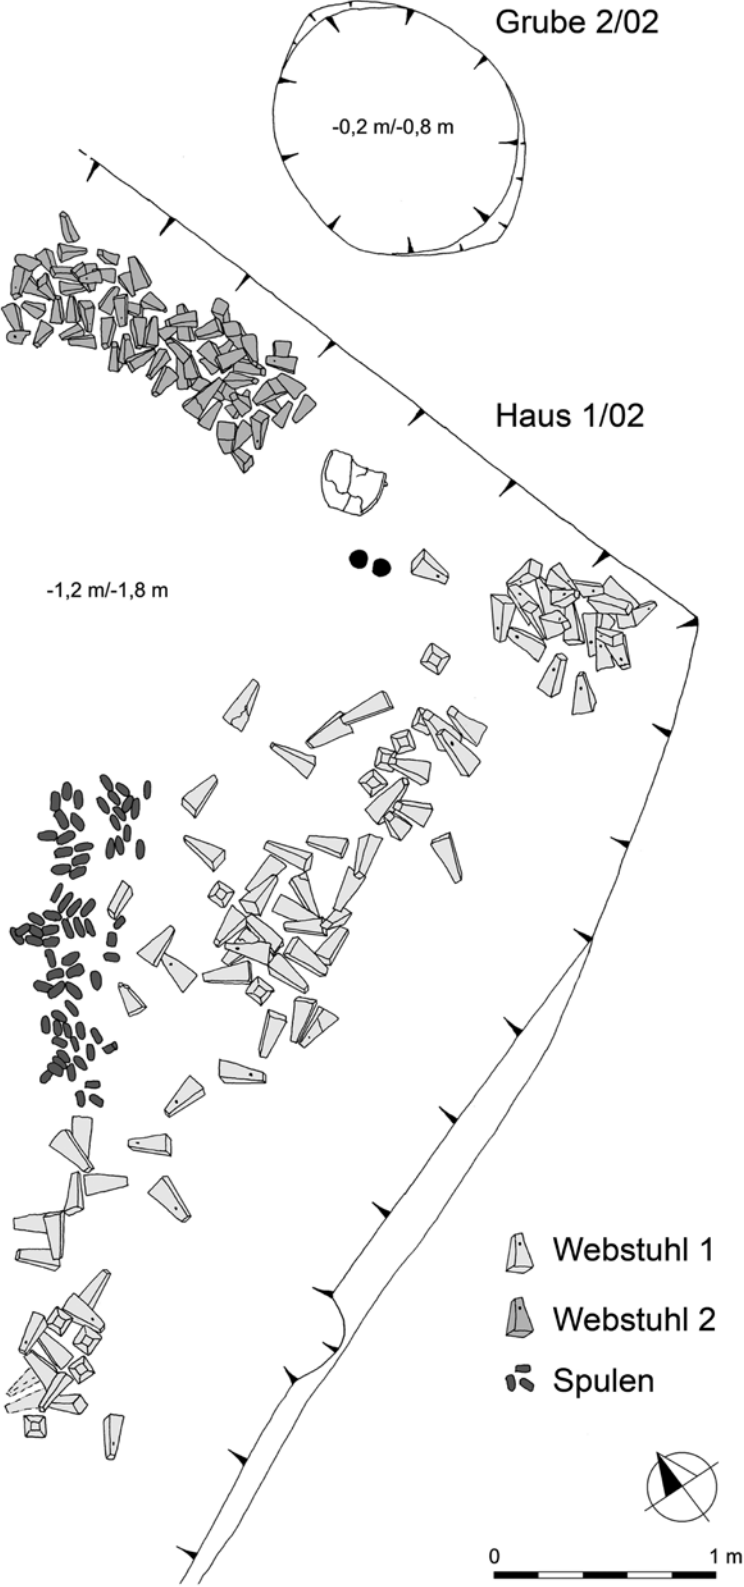 Grube 2/02
-0,2 m/-0,8 m
Haus 1/02
-1,2 m/-1,8 m
Webstuhl 1
Webstuhl 2
Spulen
0 1 m